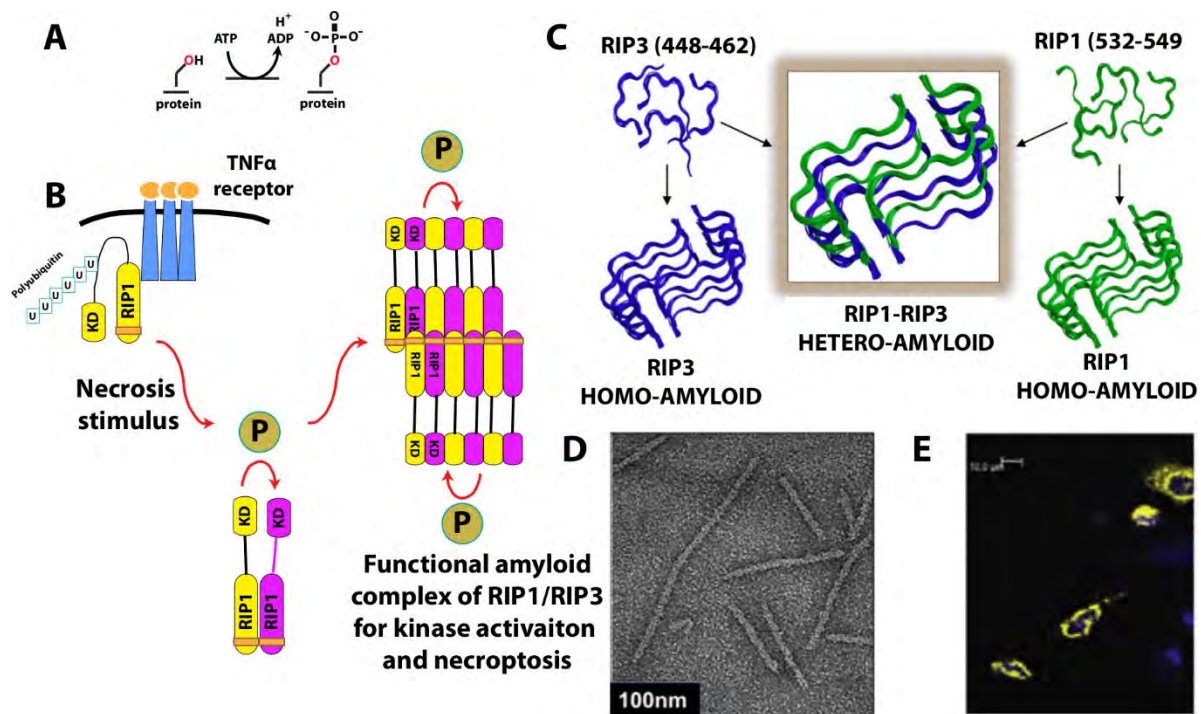 A
ATP
H+
ADP
O
-O-P-O-
O
OH
protein
protein
B
TNFα
receptor
Polyubiquitin
U U U U U U
KD
RIP1
Necrosis
stimulus
P
KD
KD
RIP1
RIP1
P
KD
KD
RIP1
RIP1
RIP1
RIP1
KD
KD
P
Functional amyloid
complex of RIP1/RIP3
for kinase activaiton
and necroptosis
C
RIP3 (448-462)
RIP1 (532-549)
RIP1-RIP3
HETERO-AMYLOID
RIP3
HOMO-AMYLOID
RIP1
HOMO-AMYLOID
D
100nm
E